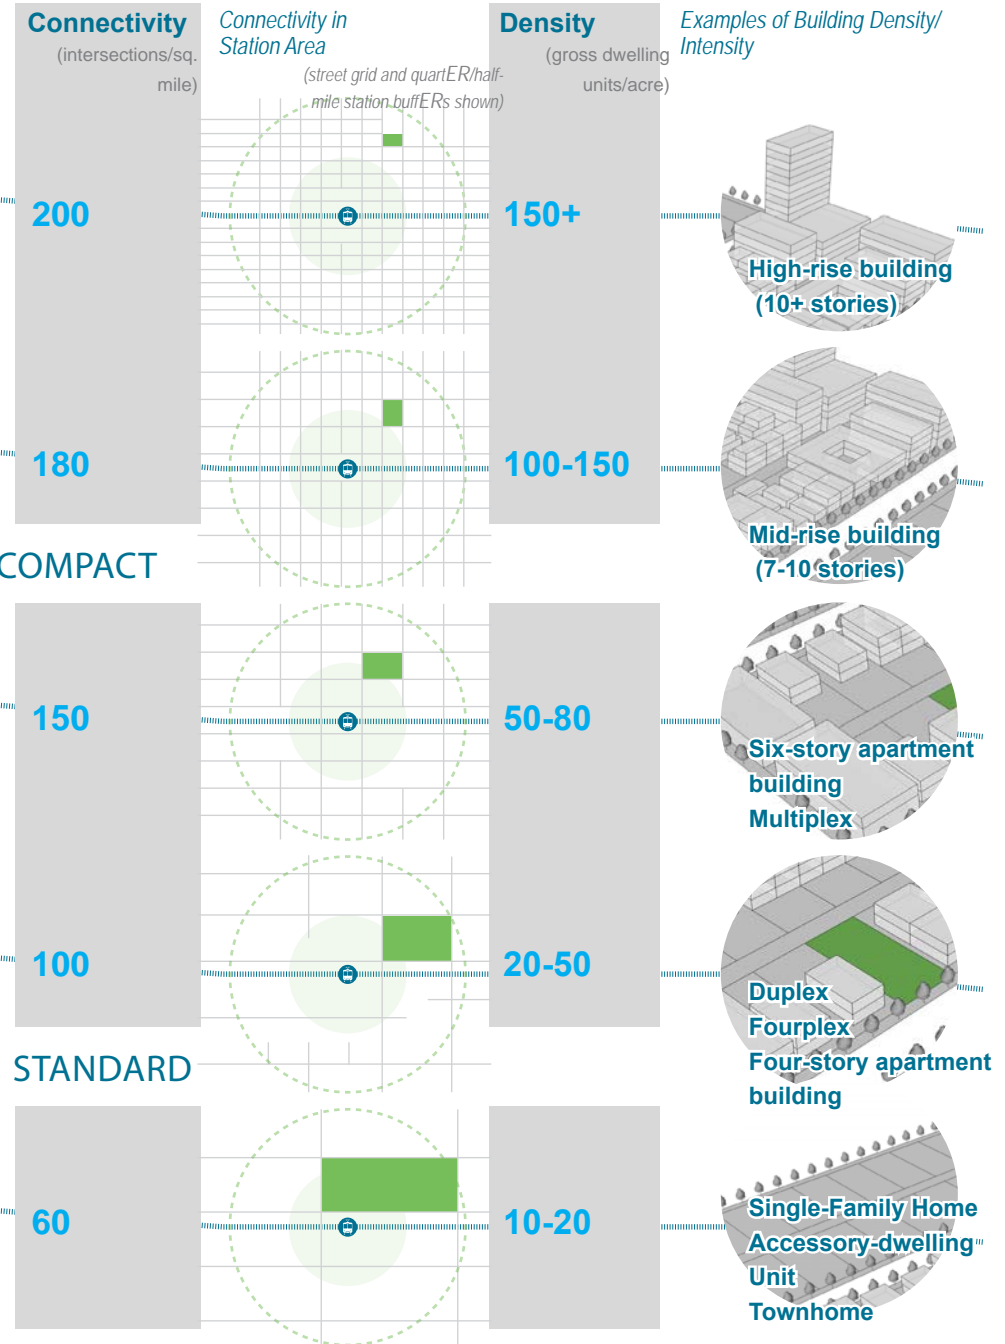 Connectivity
(intersections/sq.
mile)
Connectivity in
Station Area
(street grid and quartER/half-
mile station buffERs shown)
Density
(gross dwelling
units/acre)
Examples of Building Density/
Intensity
200
150+
High-rise building
(10+ stories)
180
100-150
Mid-rise building
(7-10 stories)
COMPACT
150
50-80
Six-story apartment
building
Multiplex
100
20-50
Duplex
Fourplex
Four-story apartment
building
STANDARD
60
10-20
Single-Family Home
Accessory-dwelling
Unit
Townhome